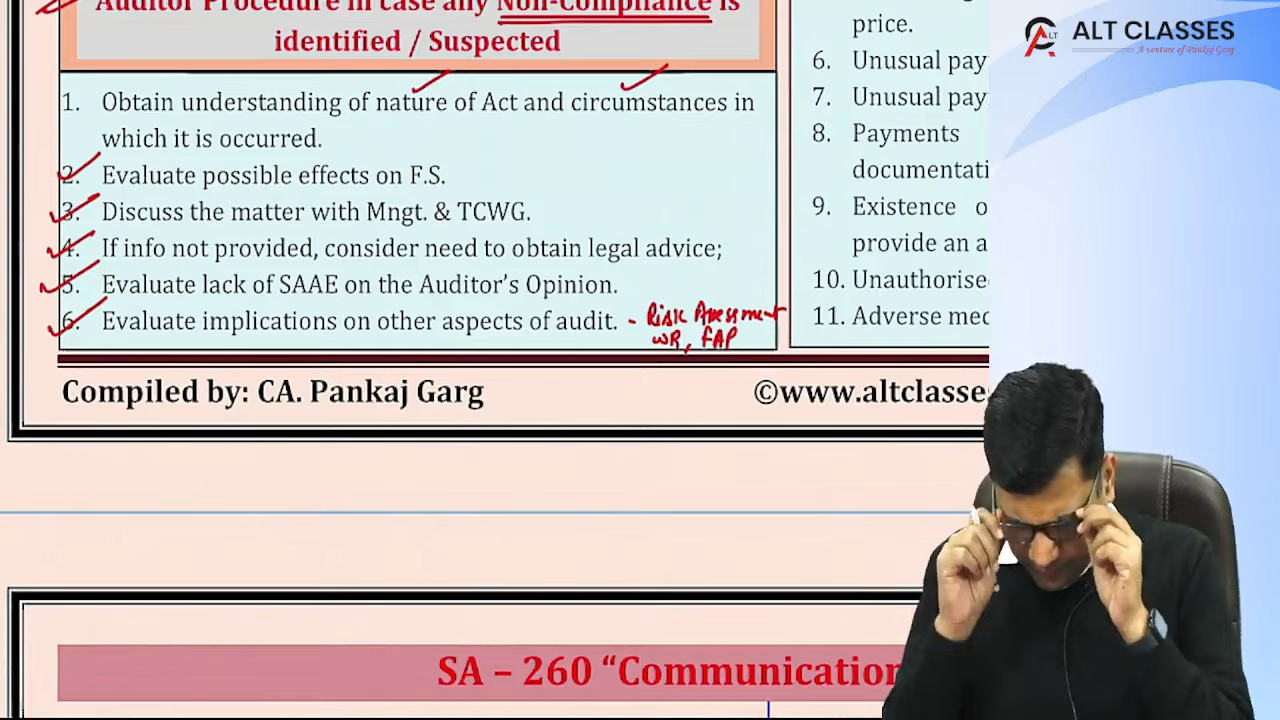 Auditor Procedure in case any Non-Compliance is
identified / Suspected
1. Obtain understanding of nature of Act and circumstances in
which it is occurred.
2. Evaluate possible effects on F.S.
3. Discuss the matter with Mngt. & TCWG.
4. If info not provided, consider need to obtain legal advice;
5. Evaluate lack of SAAE on the Auditor's Opinion.
6. Evaluate implications on other aspects of audit. - Risk Assessment
WR, FAP
price.
6. Unusual pay
7. Unusual pay
8. Payments
documentati
9. Existence o
provide an a
10. Unauthorise
11. Adverse med
Compiled by: CA. Pankaj Garg
©www.altclasses
SA – 260 “Communication
ALT
ALT CLASSES
A venture of Pankaj Garg